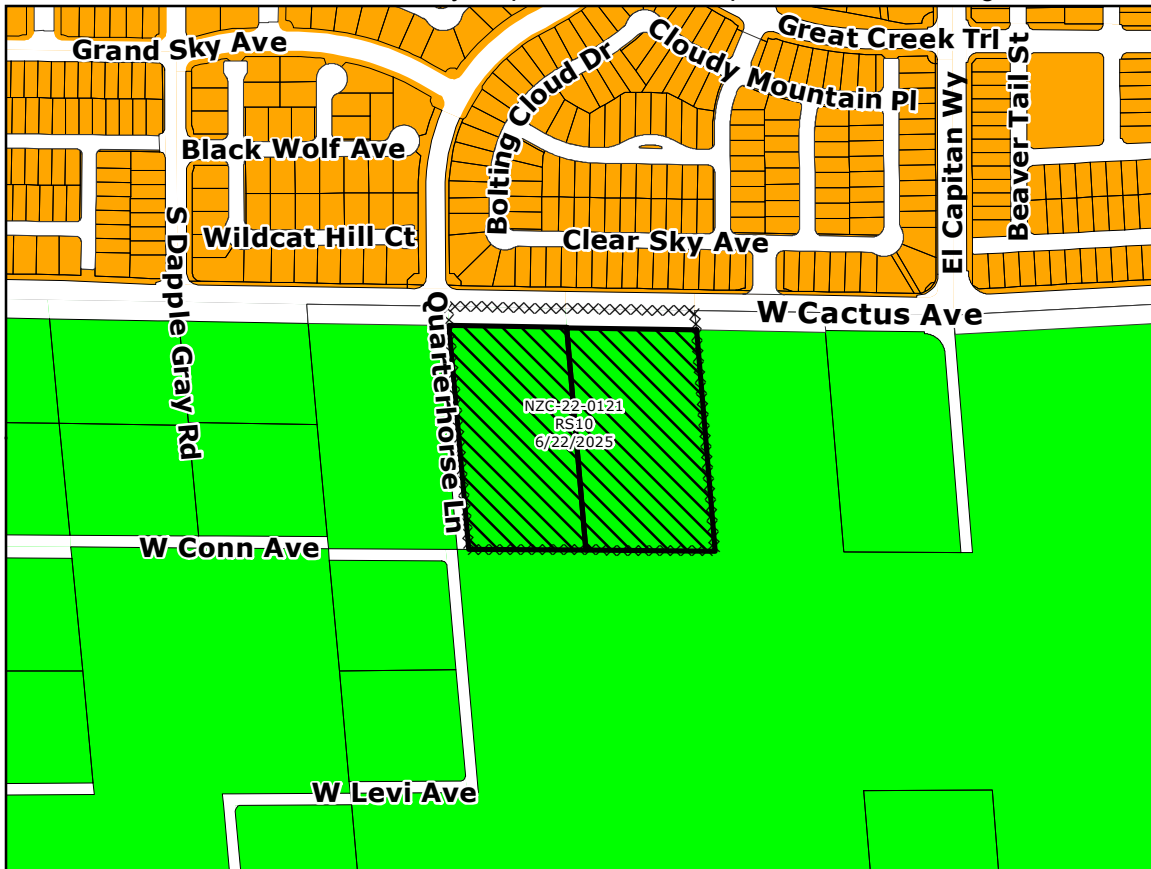 Grand Sky Ave
Bolting Cloud Dr
Cloudy Mountain Pl
Great Creek Trl
El Capitan Wy
Beaver Tail St
Black Wolf Ave
S Dapple Gray Rd
Wildcat Hill Ct
Clear Sky Ave
Quarterhorse Ln
W Cactus Ave
NZC-22-0121
RS10
6/22/2025
W Conn Ave
W Levi Ave